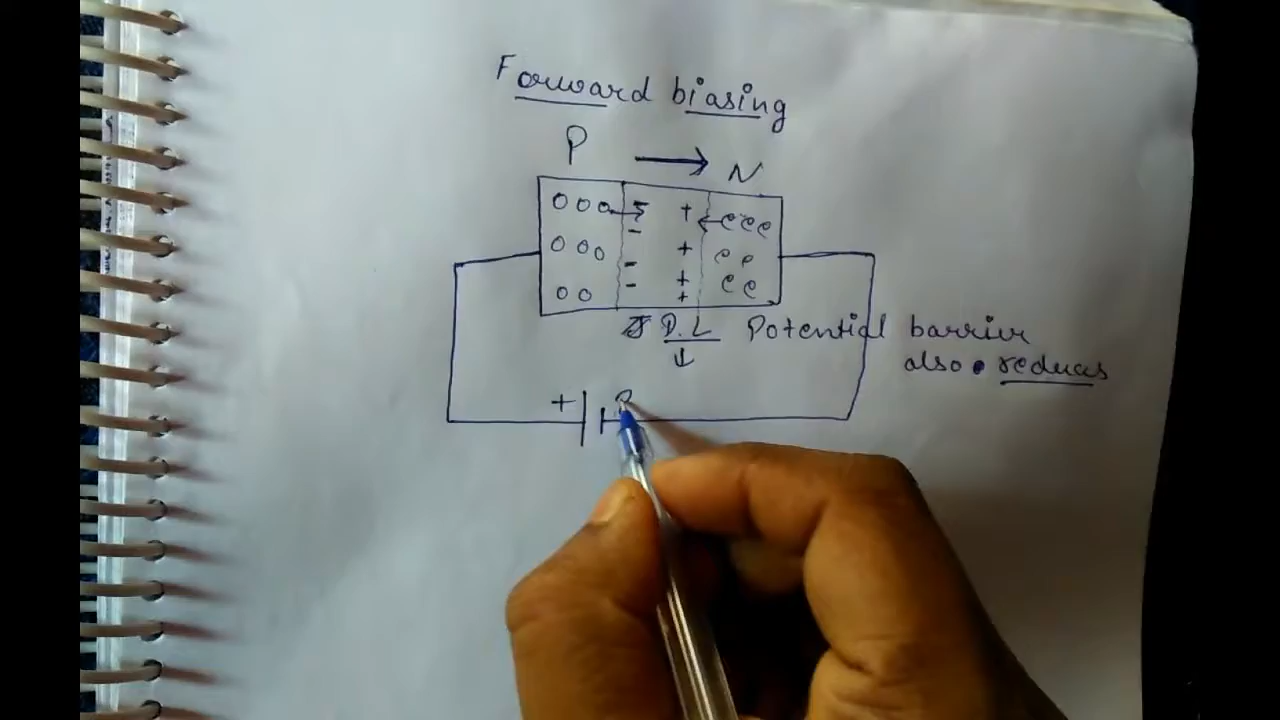 Forward biasing
P → N
- +
- +
- +
- +
D.L Potential barrier
↓ also reduces
+